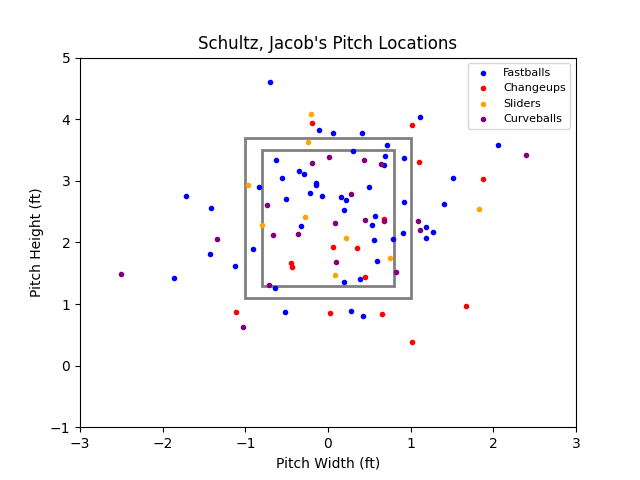 Schultz, Jacob's Pitch Locations
Fastballs
Changeups
Sliders
Curveballs
5
4
3
2
1
0
−1
Pitch Height (ft)
−3 −2 −1 0 1 2 3
Pitch Width (ft)